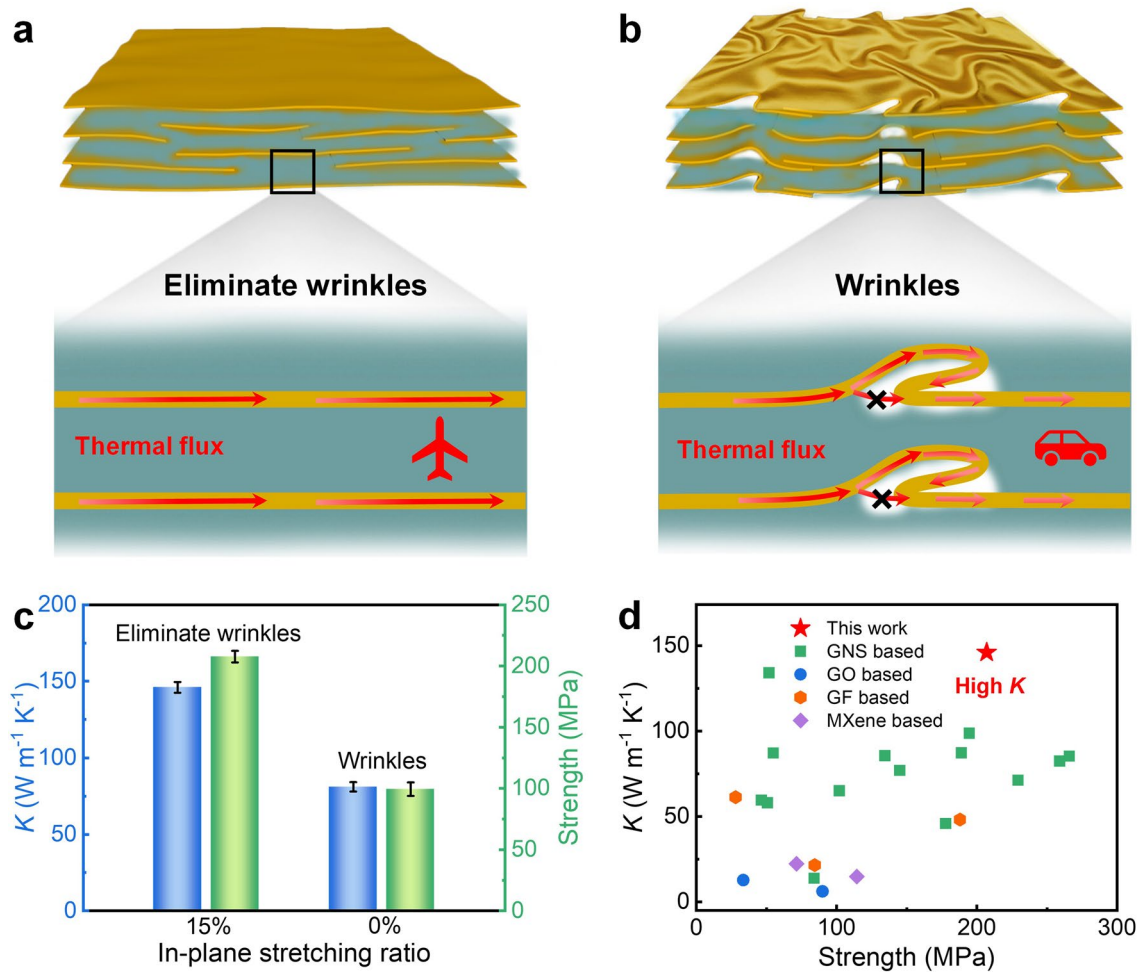 a
b
Eliminate wrinkles
Wrinkles
Thermal flux
Thermal flux
c
200
150
100
50
0
K (W m⁻¹ K⁻¹)
Eliminate wrinkles
Wrinkles
250
200
150
100
50
0
Strength (MPa)
15%
0%
In-plane stretching ratio
d
150
100
50
0
K (W m⁻¹ K⁻¹)
This work
GNS based
GO based
GF based
MXene based
High K
0
100
200
300
Strength (MPa)